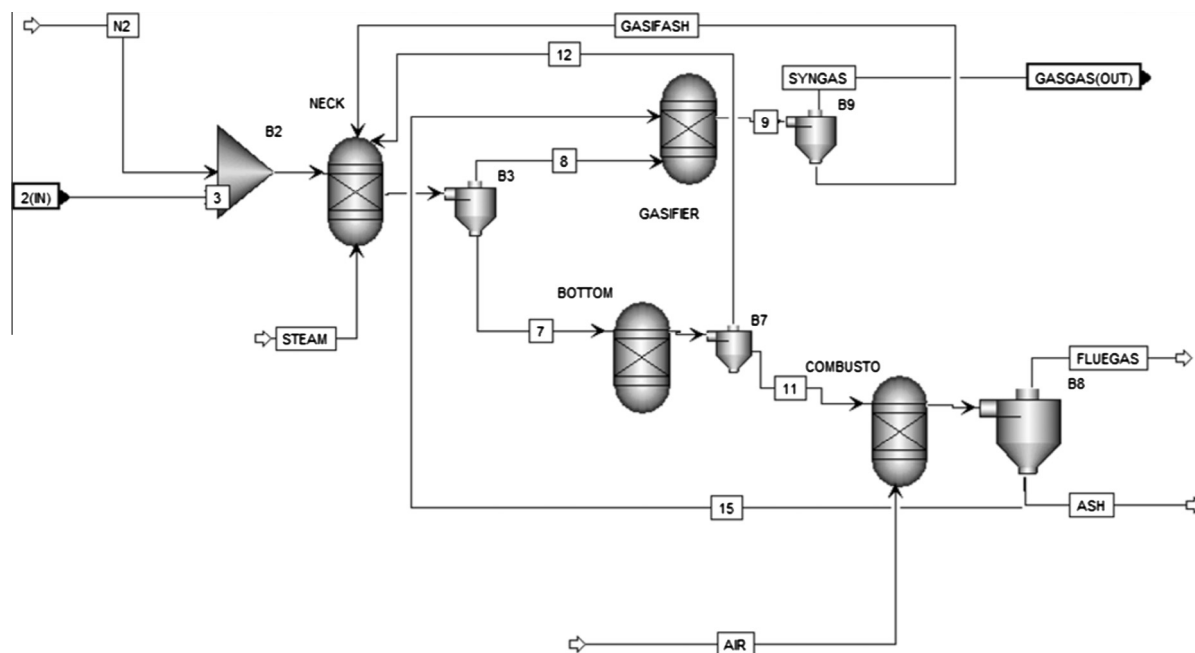 N2
GASIFASH
12
SYNGAS
GASGAS(OUT)
NECK
B9
9
B2
8
B3
2(IN)
3
GASIFIER
BOTTOM
7
B7
STEAM
COMBUSTO
FLUEGAS
B8
11
15
ASH
AIR